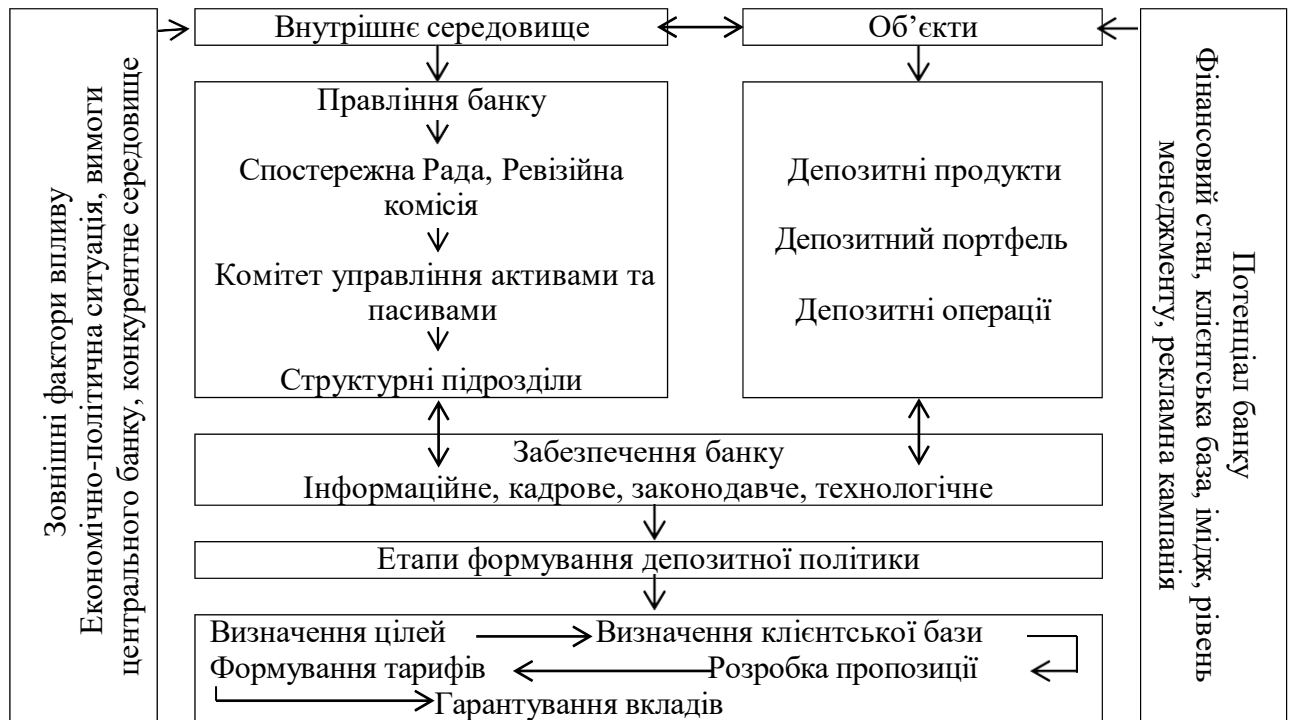 Зовнішні фактори впливу
Економічно-політична ситуація, вимоги
центрального банку, конкурентне середовище
Внутрішнє середовище
Об’єкти
Правління банку
Спостережна Рада, Ревізійна
комісія
Комітет управління активами та
пасивами
Структурні підрозділи
Депозитні продукти
Депозитний портфель
Депозитні операції
Забезпечення банку
Інформаційне, кадрове, законодавче, технологічне
Етапи формування депозитної політики
Визначення цілей
Визначення клієнтської бази
Формування тарифів
Розробка пропозиції
Гарантування вкладів
Потенціал банку
Фінансовий стан, клієнтська база, імідж, рівень
менеджменту, рекламна кампанія